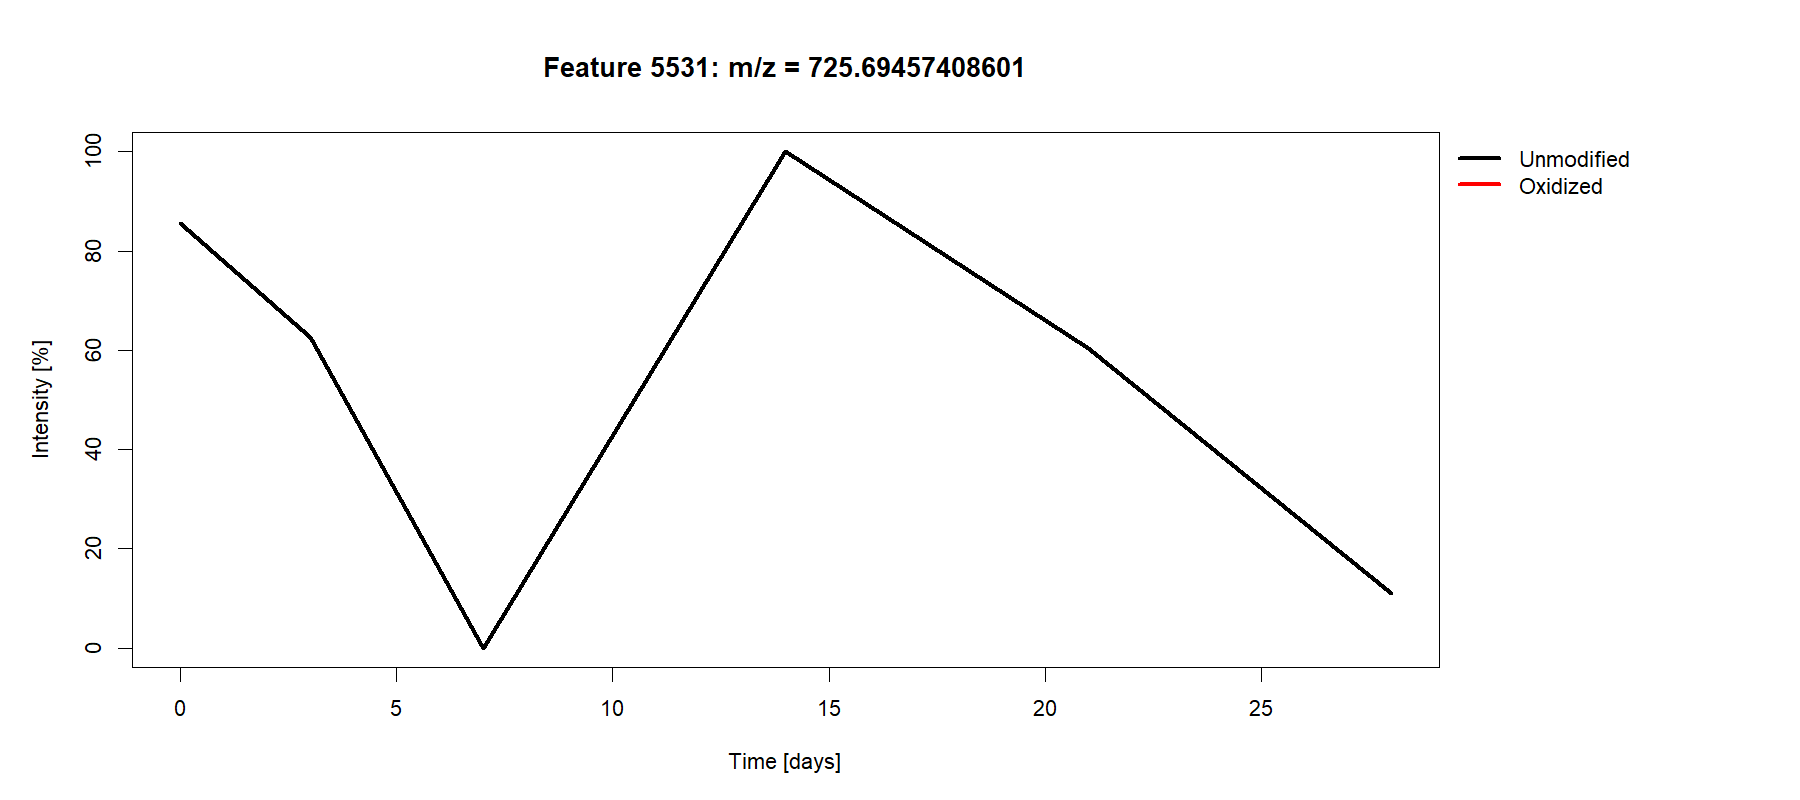 Feature 5531: m/z = 725.69457408601
Unmodified
Oxidized
Intensity [%]
100
80
60
40
20
0
0 5 10 15 20 25
Time [days]